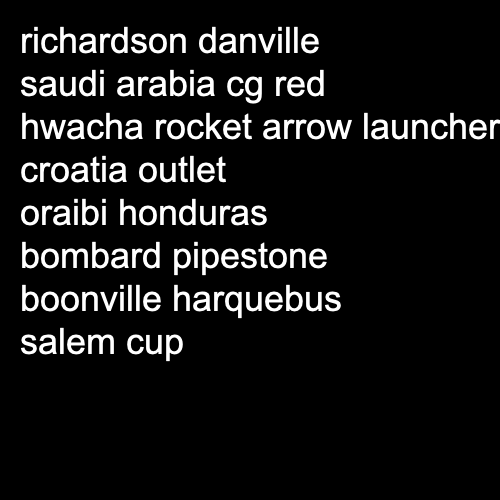 richardson danville
saudi arabia cg red
hwacha rocket arrow launcher
croatia outlet
oraibi honduras
bombard pipestone
boonville harquebus
salem cup